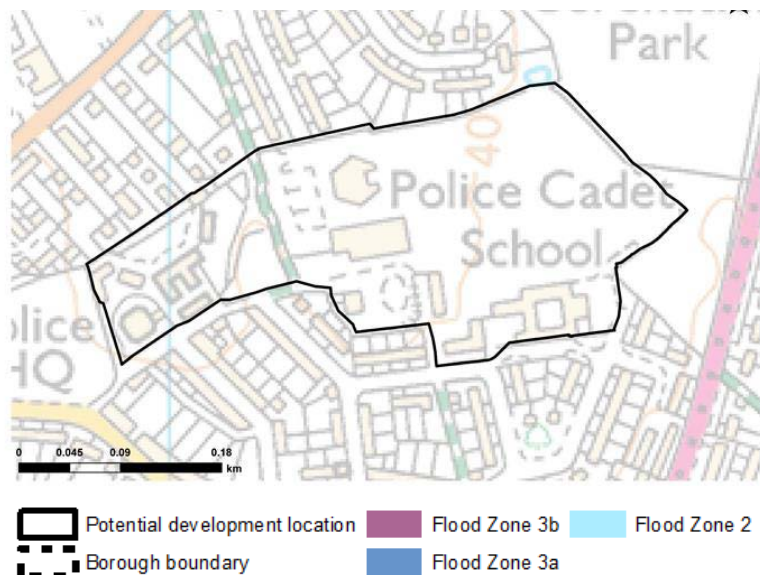 Park
40
Police Cadet
School
olice
HQ
0 0.045 0.09 0.18
km
Potential development location
Flood Zone 3b
Flood Zone 2
Borough boundary
Flood Zone 3a